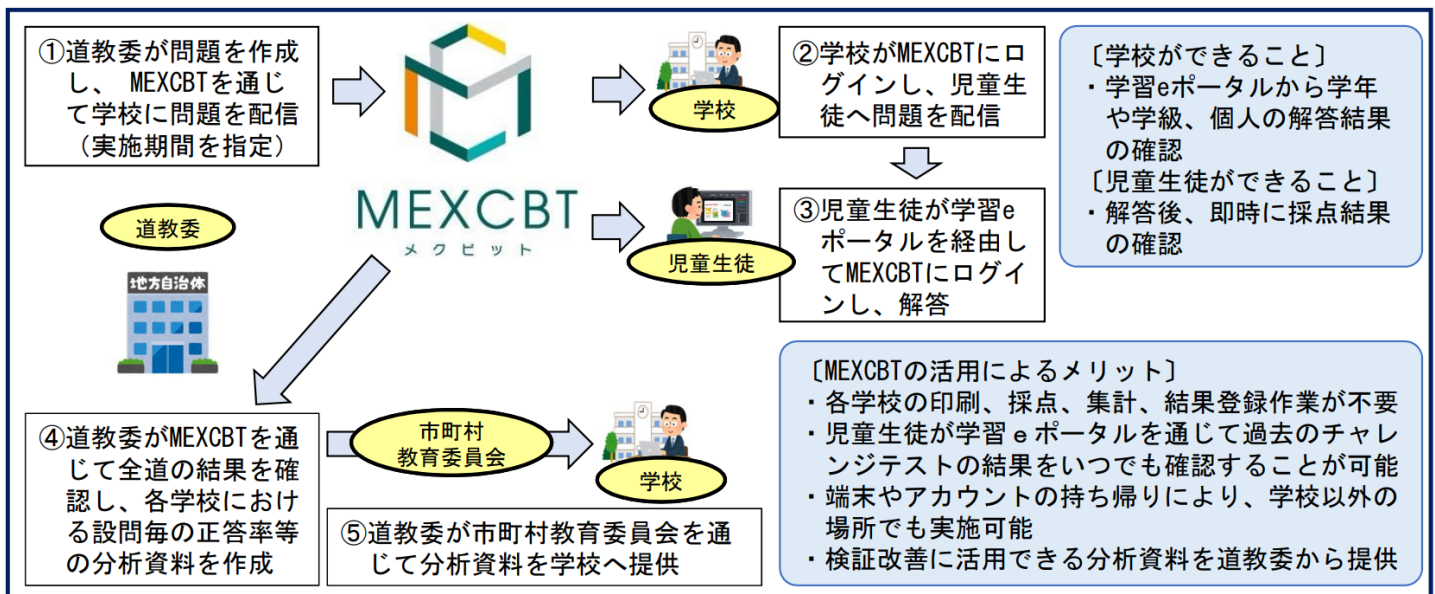 ①道教委が問題を作成
し、 MEXCBTを通じ
て学校に問題を配信
（実施期間を指定）
MEXCBT
メクビット
学校
②学校がMEXCBTにロ
グインし、児童生
徒へ問題を配信
児童生徒
③児童生徒が学習e
ポータルを経由し
てMEXCBTにログイ
ンし、解答
〔学校ができること〕
・学習eポータルから学年
や学級、個人の解答結果
の確認
〔児童生徒ができること〕
・解答後、即時に採点結果
の確認
道教委
地方自治体
④道教委がMEXCBTを通
じて全道の結果を確
認し、各学校におけ
る設問毎の正答率等
の分析資料を作成
市町村
教育委員会
学校
⑤道教委が市町村教育委員会を通
じて分析資料を学校へ提供
〔MEXCBTの活用によるメリット〕
・各学校の印刷、採点、集計、結果登録作業が不要
・児童生徒が学習ｅポータルを通じて過去のチャレ
ンジテストの結果をいつでも確認することが可能
・端末やアカウントの持ち帰りにより、学校以外の
場所でも実施可能
・検証改善に活用できる分析資料を道教委から提供